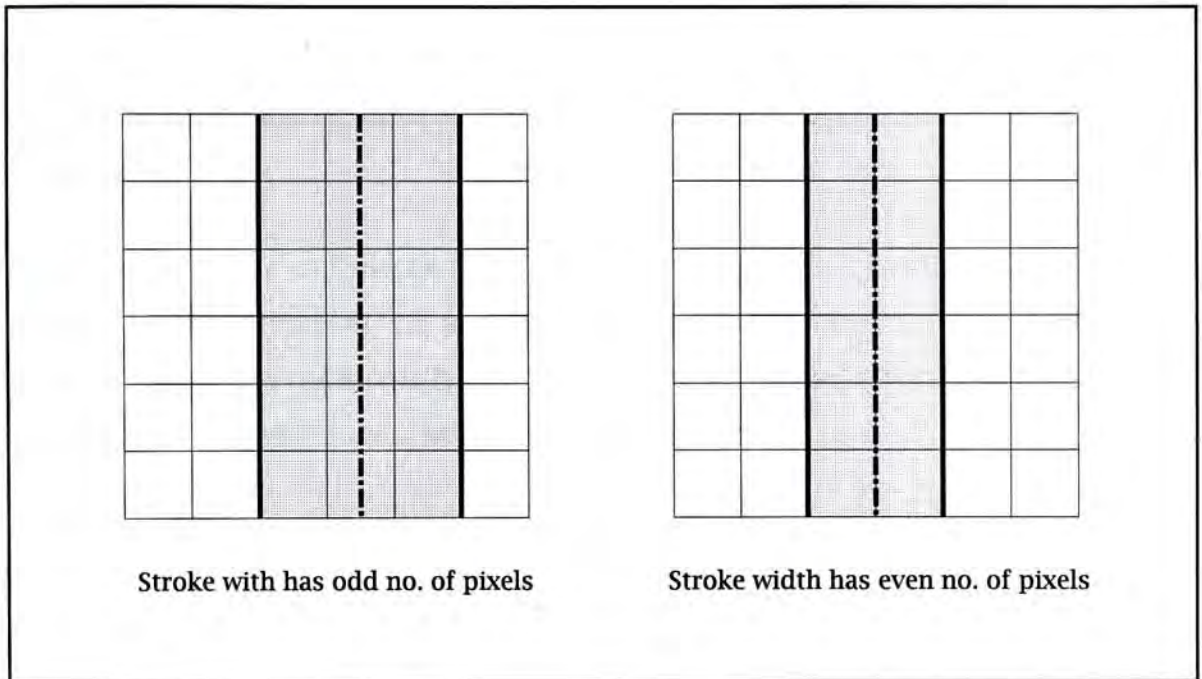 Stroke with has odd no. of pixels
Stroke width has even no. of pixels